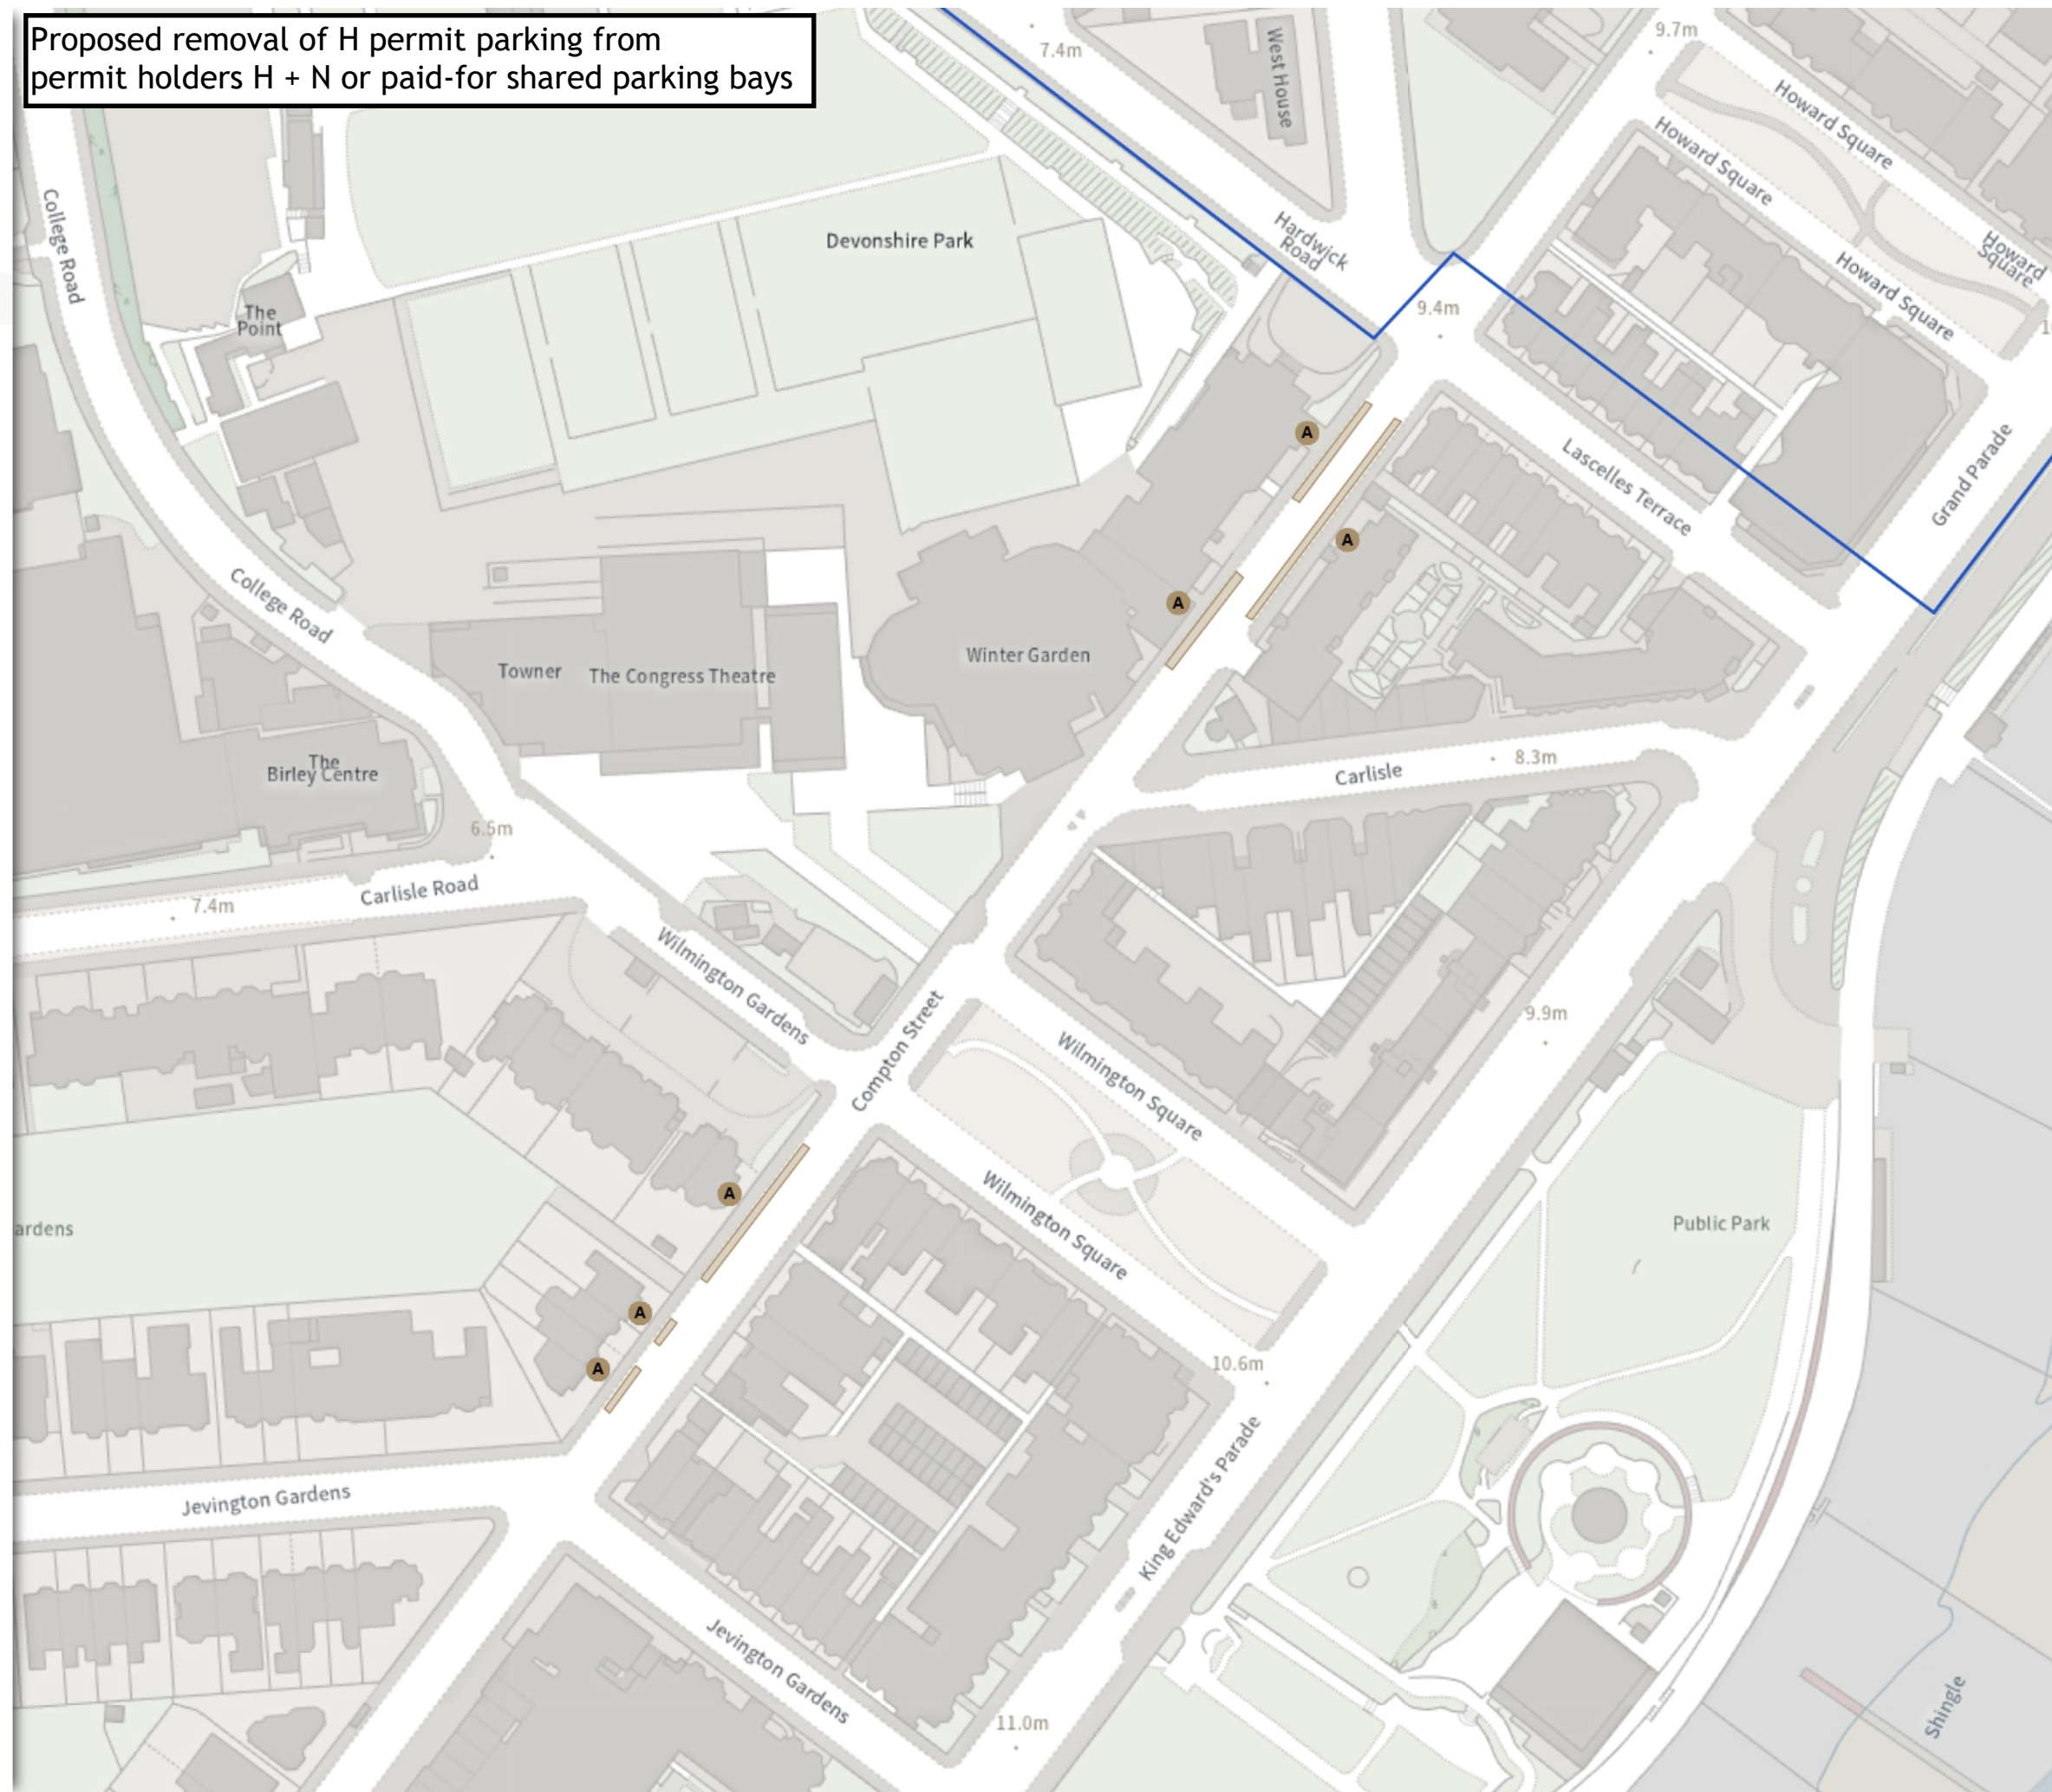 Proposed removal of H permit parking from
permit holders H + N or paid-for shared parking bays
7.4m
West House
9.7m
Howard Square
Howard Square
Howard
Square
Howard Square
College Road
Hardwick
Road
Devonshire Park
The
Point
9.4m
A
Lascelles Terrace
Grand Parade
A
College Road
A
Towner
The Congress Theatre
Winter Garden
The
Birley Centre
Carlisle
8.3m
6.5m
Carlisle Road
7.4m
Wilmington Gardens
Compton Street
9.9m
Wilmington Square
A
Wilmington Square
ardens
Public Park
A
A
10.6m
King Edward's Parade
Jevington Gardens
Jevington Gardens
11.0m
Shingle